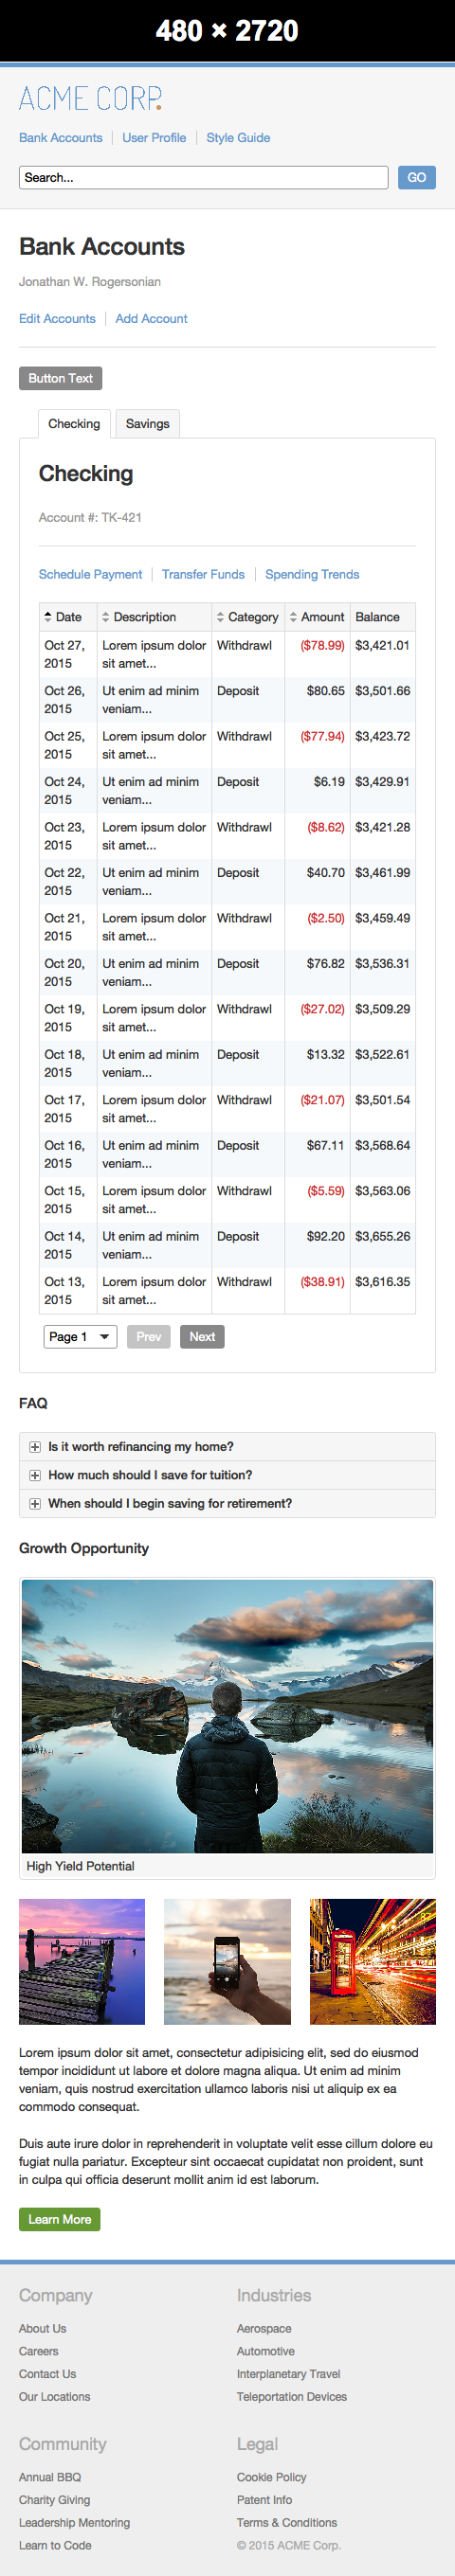 480 × 2720
ACME CORP.
Bank Accounts User Profile Style Guide
Search... GO
Bank Accounts
Jonathan W. Rogersonian
Edit Accounts Add Account
Button Text
Checking Savings
Checking
Account #: TK-421
Schedule Payment Transfer Funds Spending Trends
Date Description Category Amount Balance
Oct 27, Lorem ipsum dolor Withdrawl ($78.99) $3,421.01
2015 sit amet...
Oct 26, Ut enim ad minim Deposit $80.65 $3,501.66
2015 veniam...
Oct 25, Lorem ipsum dolor Withdrawl ($77.94) $3,423.72
2015 sit amet...
Oct 24, Ut enim ad minim Deposit $6.19 $3,429.91
2015 veniam...
Oct 23, Lorem ipsum dolor Withdrawl ($8.62) $3,421.28
2015 sit amet...
Oct 22, Ut enim ad minim Deposit $40.70 $3,461.99
2015 veniam...
Oct 21, Lorem ipsum dolor Withdrawl ($2.50) $3,459.49
2015 sit amet...
Oct 20, Ut enim ad minim Deposit $76.82 $3,536.31
2015 veniam...
Oct 19, Lorem ipsum dolor Withdrawl ($27.02) $3,509.29
2015 sit amet...
Oct 18, Ut enim ad minim Deposit $13.32 $3,522.61
2015 veniam...
Oct 17, Lorem ipsum dolor Withdrawl ($21.07) $3,501.54
2015 sit amet...
Oct 16, Ut enim ad minim Deposit $67.11 $3,568.64
2015 veniam...
Oct 15, Lorem ipsum dolor Withdrawl ($5.59) $3,563.06
2015 sit amet...
Oct 14, Ut enim ad minim Deposit $92.20 $3,655.26
2015 veniam...
Oct 13, Lorem ipsum dolor Withdrawl ($38.91) $3,616.35
2015 sit amet...
Page 1 Prev Next
FAQ
Is it worth refinancing my home?
How much should I save for tuition?
When should I begin saving for retirement?
Growth Opportunity
High Yield Potential
Lorem ipsum dolor sit amet, consectetur adipisicing elit, sed do eiusmod
tempor incididunt ut labore et dolore magna aliqua. Ut enim ad minim
veniam, quis nostrud exercitation ullamco laboris nisi ut aliquip ex ea
commodo consequat.
Duis aute irure dolor in reprehenderit in voluptate velit esse cillum dolore eu
fugiat nulla pariatur. Excepteur sint occaecat cupidatat non proident, sunt
in culpa qui officia deserunt mollit anim id est laborum.
Learn More
Company
About Us
Careers
Contact Us
Our Locations
Industries
Aerospace
Automotive
Interplanetary Travel
Teleportation Devices
Community
Annual BBQ
Charity Giving
Leadership Mentoring
Learn to Code
Legal
Cookie Policy
Patent Info
Terms & Conditions
© 2015 ACME Corp.